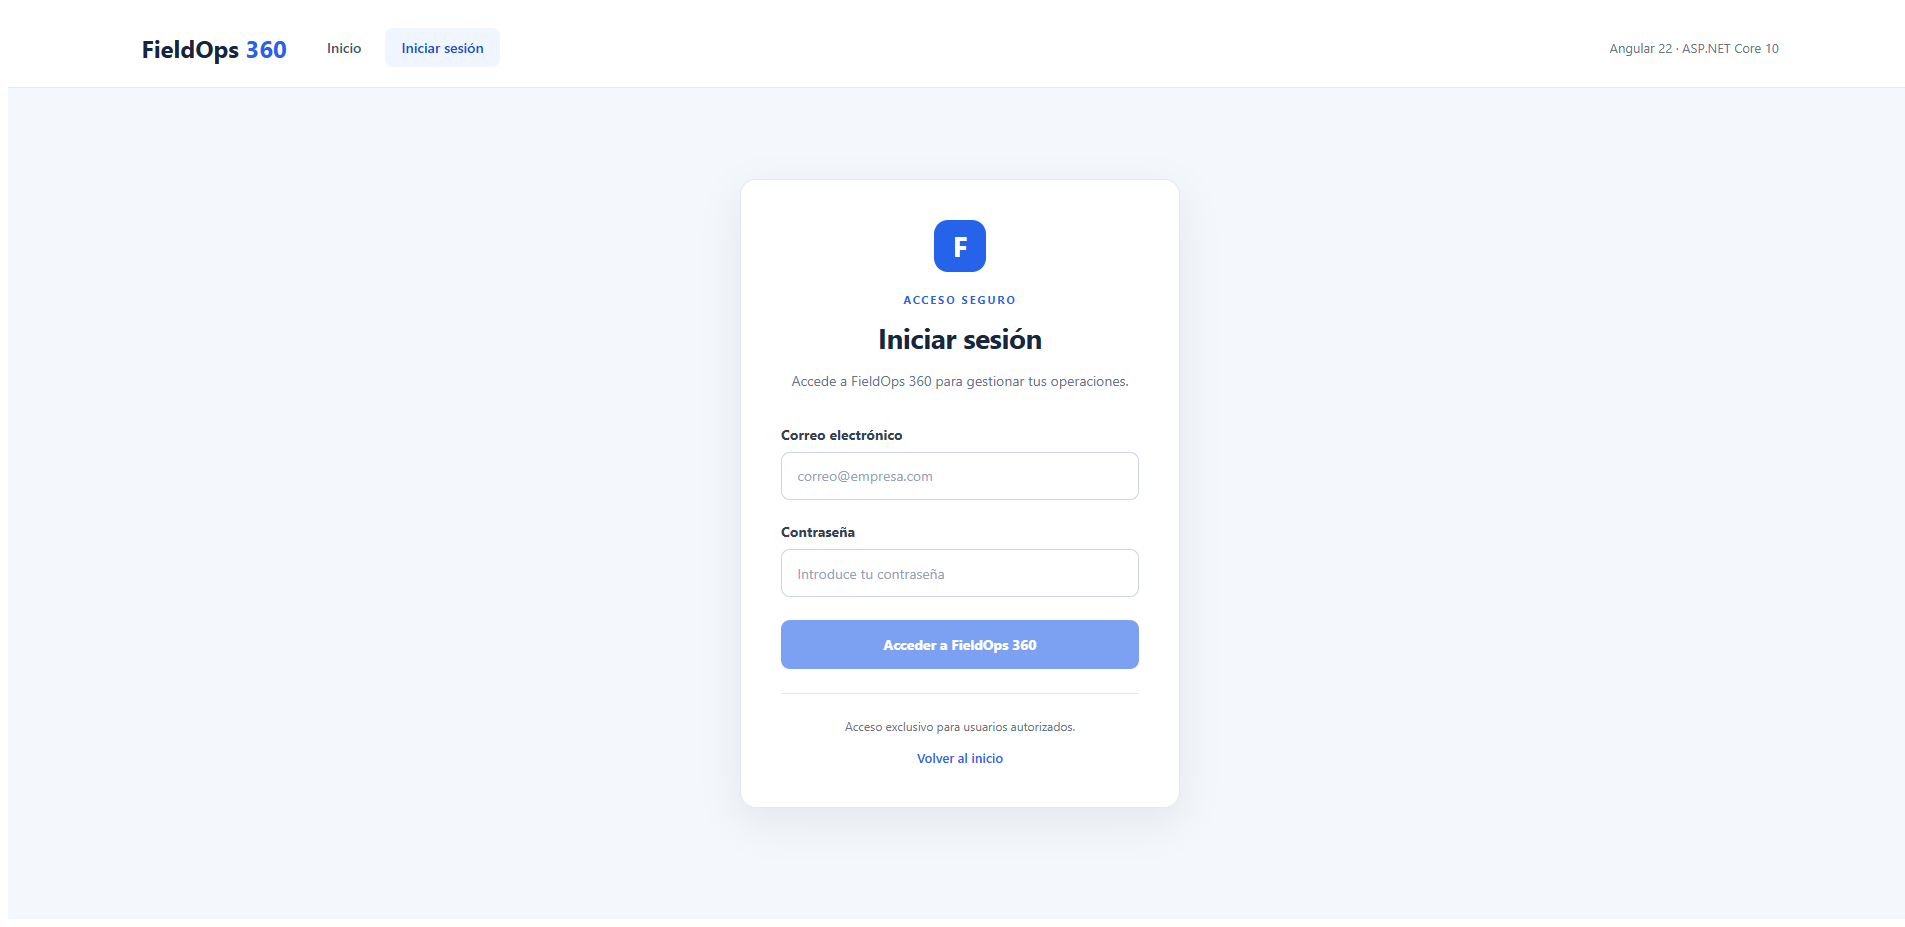 FieldOps 360
Inicio
Iniciar sesión
Angular 22 · ASP.NET Core 10
F
ACCESO SEGURO
Iniciar sesión
Accede a FieldOps 360 para gestionar tus operaciones.
Correo electrónico
correo@empresa.com
Contraseña
Introduce tu contraseña
Acceder a FieldOps 360
Acceso exclusivo para usuarios autorizados.
Volver al inicio